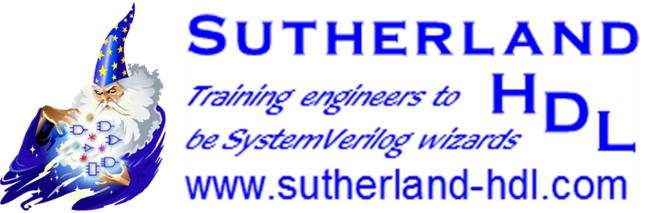 SUTHERLAND
Training engineers to
be SystemVerilog wizards
HDL
www.sutherland-hdl.com